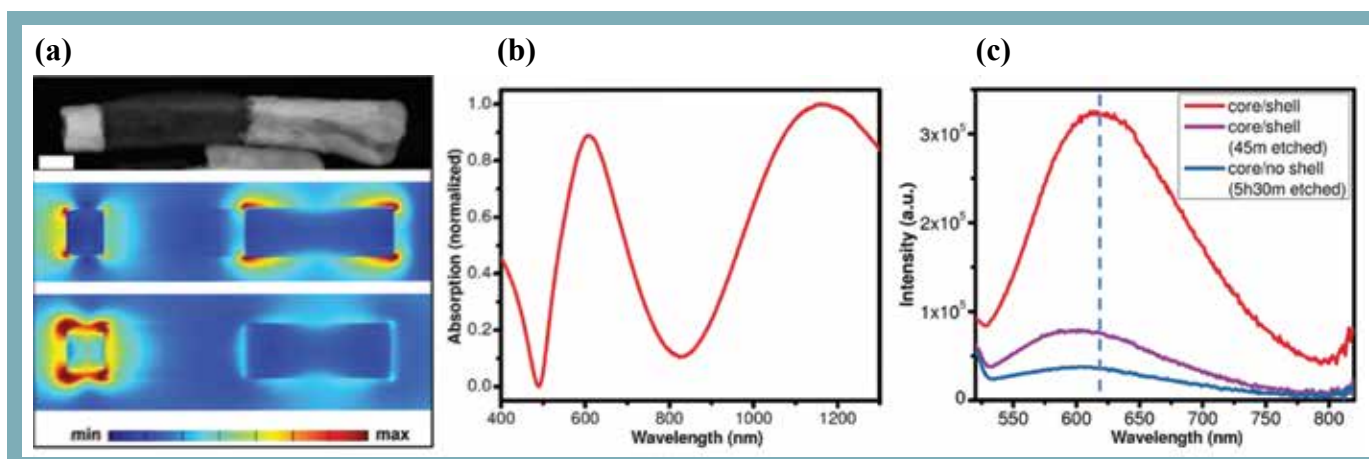 (a)
(b)
(c)
min
max
Absorption (normalized)
1.0
0.8
0.6
0.4
0.2
0.0
400
600
800
1000
1200
Wavelength (nm)
Intensity (a.u.)
3x10⁵
2x10⁵
1x10⁵
0
core/shell
core/shell
(45m etched)
core/no shell
(5h30m etched)
550
600
650
700
750
800
Wavelength (nm)